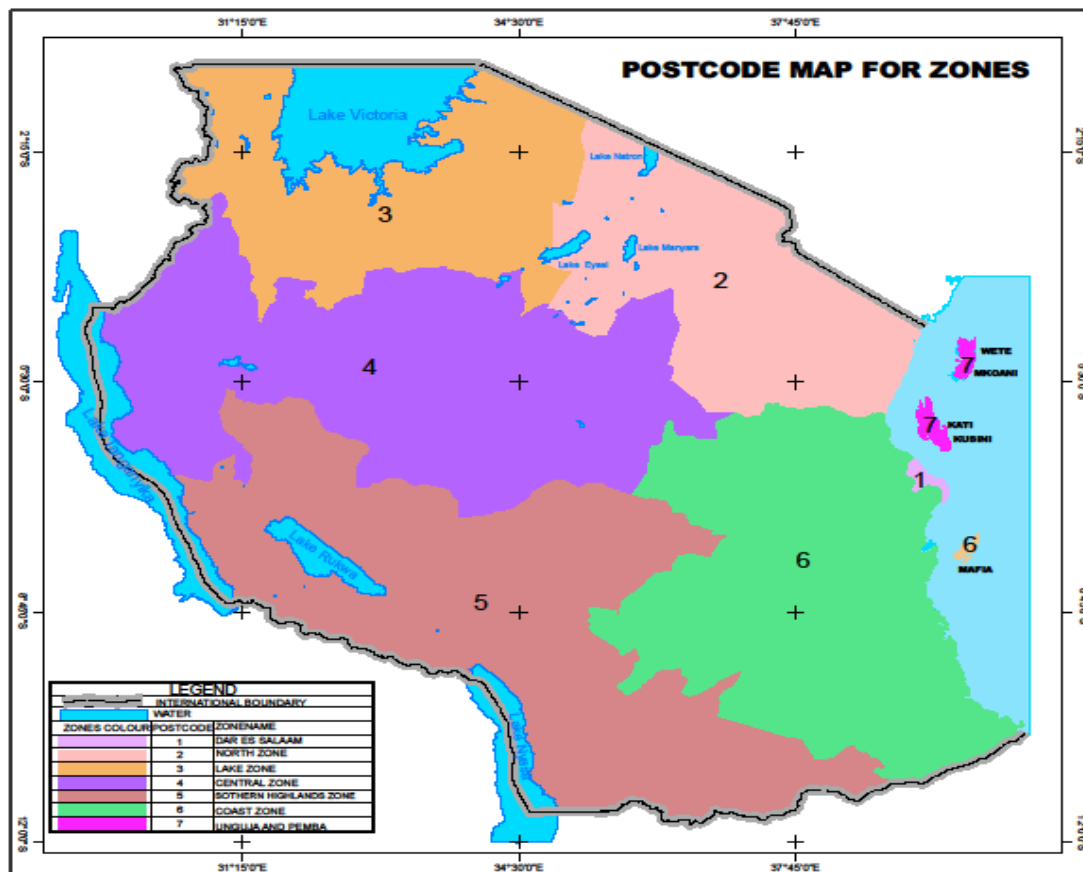 31°15'0"E 34°30'0"E 37°45'0"E
POSTCODE MAP FOR ZONES
Lake Victoria
Lake Natron
3
Lake Manyara
Lake Eyasi
2
4
WETE
7
MKOANI
7
KATI
KUSINI
1
Lake Tanganyika
6
MAFIA
6
Lake Rukwa
5
Lake Nyasa
LEGEND
INTERNATIONAL BOUNDARY
WATER
ZONES COLOUR POSTCODE ZONENAME
1 DAR ES SALAAM
2 NORTH ZONE
3 LAKE ZONE
4 CENTRAL ZONE
5 SOTHERN HIGHLANDS ZONE
6 COAST ZONE
7 UNGUJA AND PEMBA
31°15'0"E 34°30'0"E 37°45'0"E